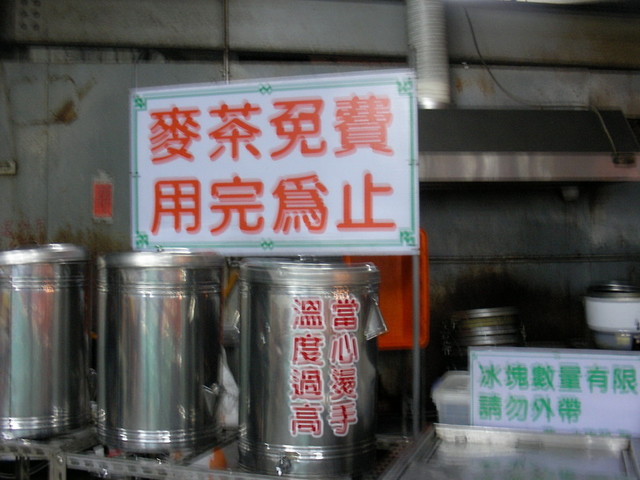 麥茶免費
用完為止
當心燙手
溫度過高
冰塊數量有限
請勿外帶